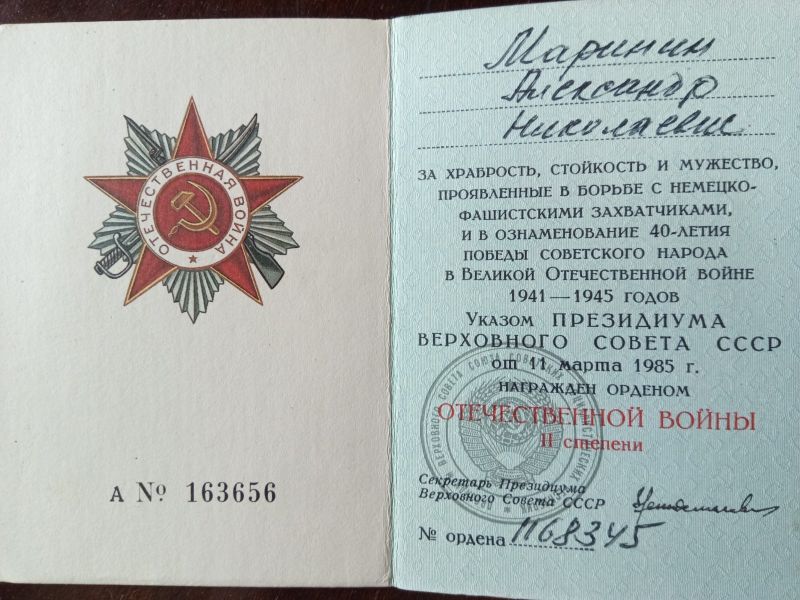 ОТЕЧЕСТВЕННАЯ ВОЙНА
А № 163656
Маринин
Александр
Николаевич
ЗА ХРАБРОСТЬ, СТОЙКОСТЬ И МУЖЕСТВО,
ПРОЯВЛЕННЫЕ В БОРЬБЕ С НЕМЕЦКО-
ФАШИСТСКИМИ ЗАХВАТЧИКАМИ,
И В ОЗНАМЕНОВАНИЕ 40-ЛЕТИЯ
ПОБЕДЫ СОВЕТСКОГО НАРОДА
В ВЕЛИКОЙ ОТЕЧЕСТВЕННОЙ ВОЙНЕ
1941—1945 ГОДОВ
УКАЗОМ ПРЕЗИДИУМА
ВЕРХОВНОГО СОВЕТА СССР
от 11 марта 1985 г.
НАГРАЖДЕН ОРДЕНОМ
ОТЕЧЕСТВЕННОЙ ВОЙНЫ
II степени
Секретарь Президиума
Верховного Совета СССР
№ ордена